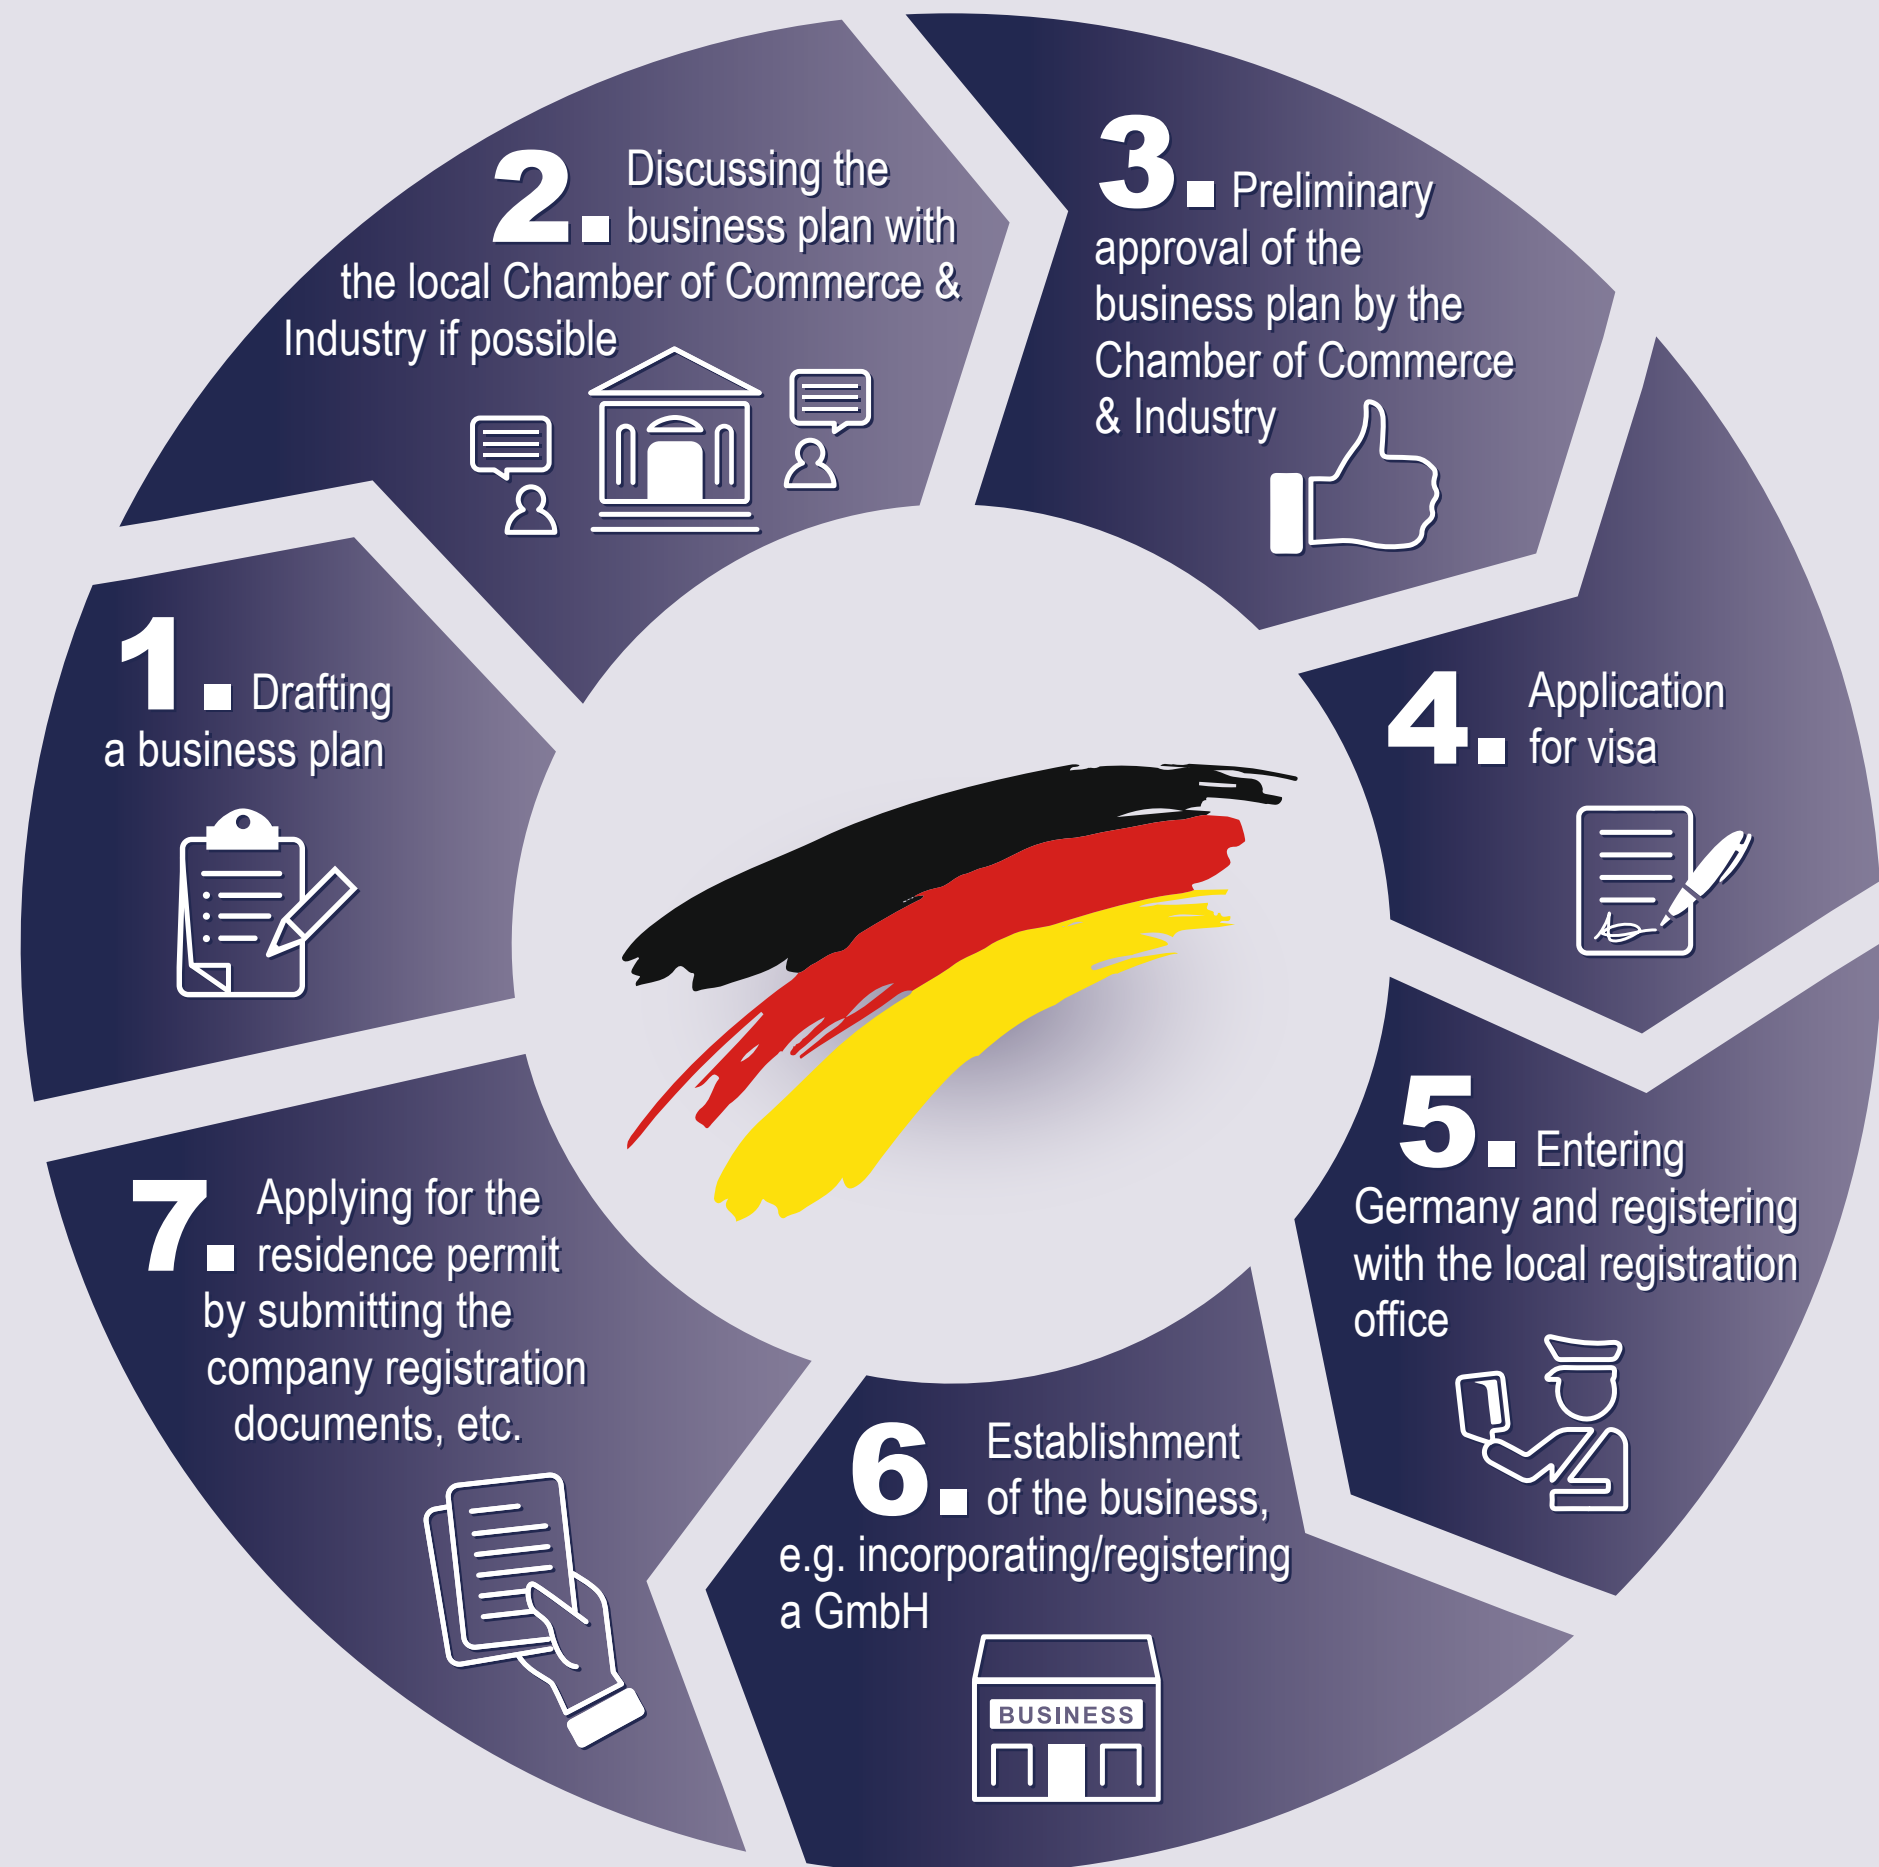 1. Drafting
a business plan
2. Discussing the
business plan with
the local Chamber of Commerce &
Industry if possible
3. Preliminary
approval of the
business plan by the
Chamber of Commerce
& Industry
4. Application
for visa
5. Entering
Germany and registering
with the local registration
office
6. Establishment
of the business,
e.g. incorporating/registering
a GmbH
BUSINESS
7. Applying for the
residence permit
by submitting the
company registration
documents, etc.